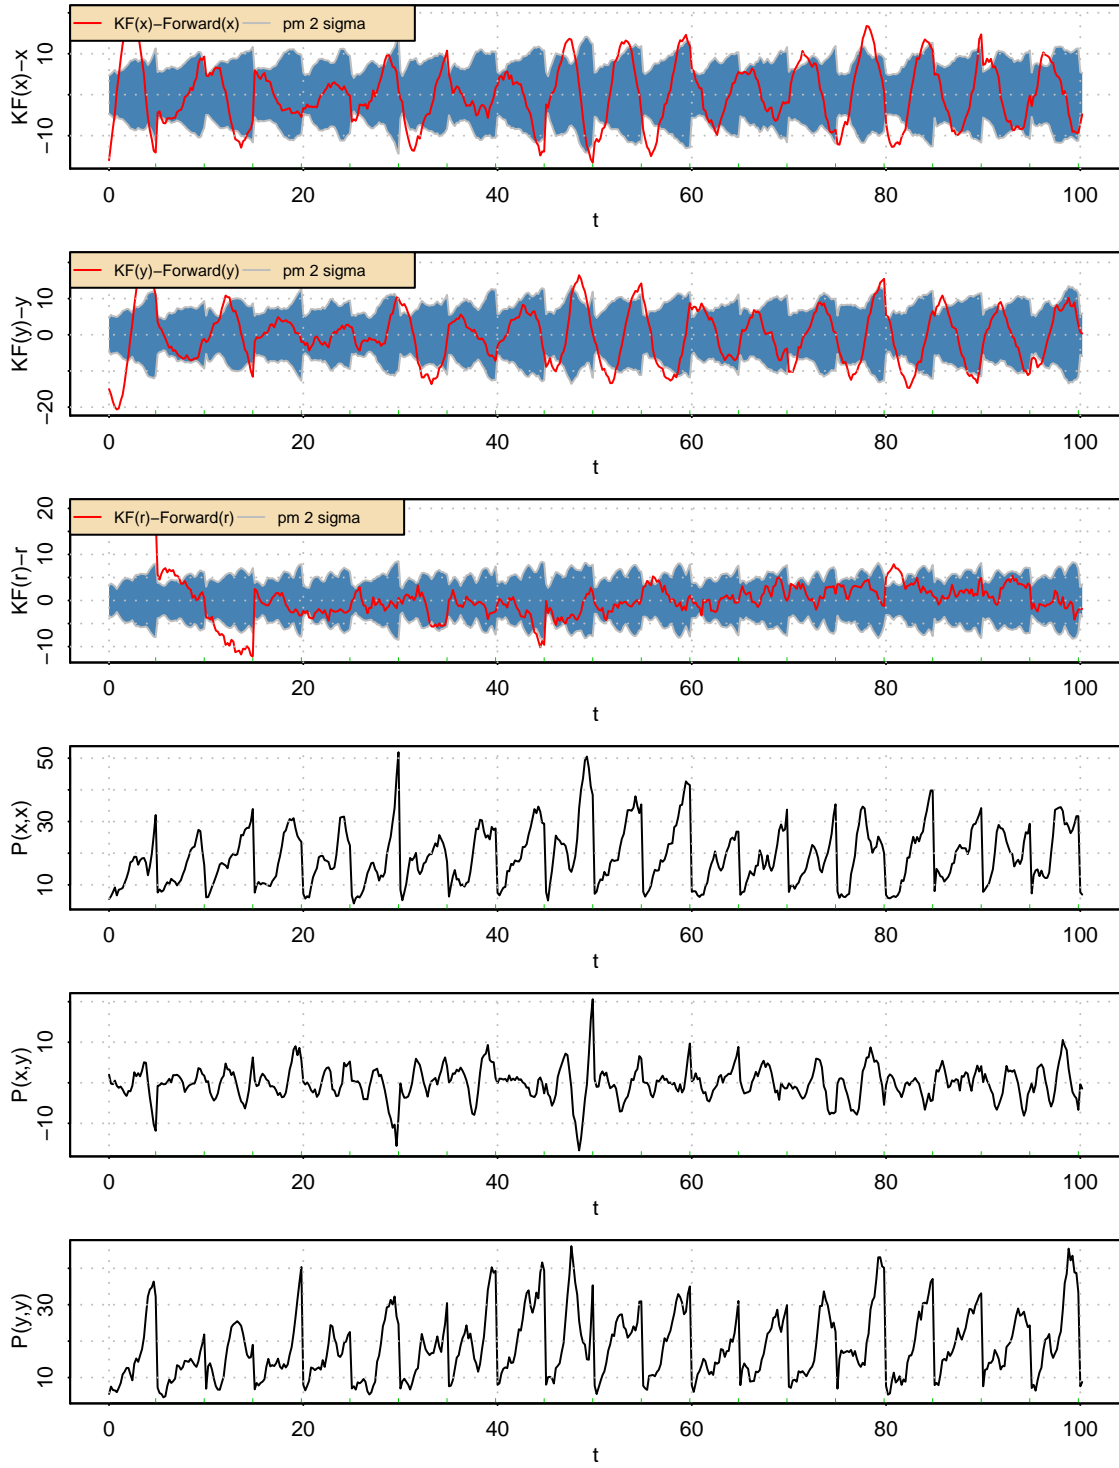 KF(x)−Forward(x) pm 2 sigma
KF(x)−x
10
−10
0 20 40 60 80 100
t
KF(y)−Forward(y) pm 2 sigma
KF(y)−y
10
0
−20
0 20 40 60 80 100
t
KF(r)−Forward(r) pm 2 sigma
KF(r)−r
20
10
0
−10
0 20 40 60 80 100
t
P(x,x)
50
30
10
0 20 40 60 80 100
t
P(x,y)
10
−10
0 20 40 60 80 100
t
P(y,y)
30
10
0 20 40 60 80 100
t